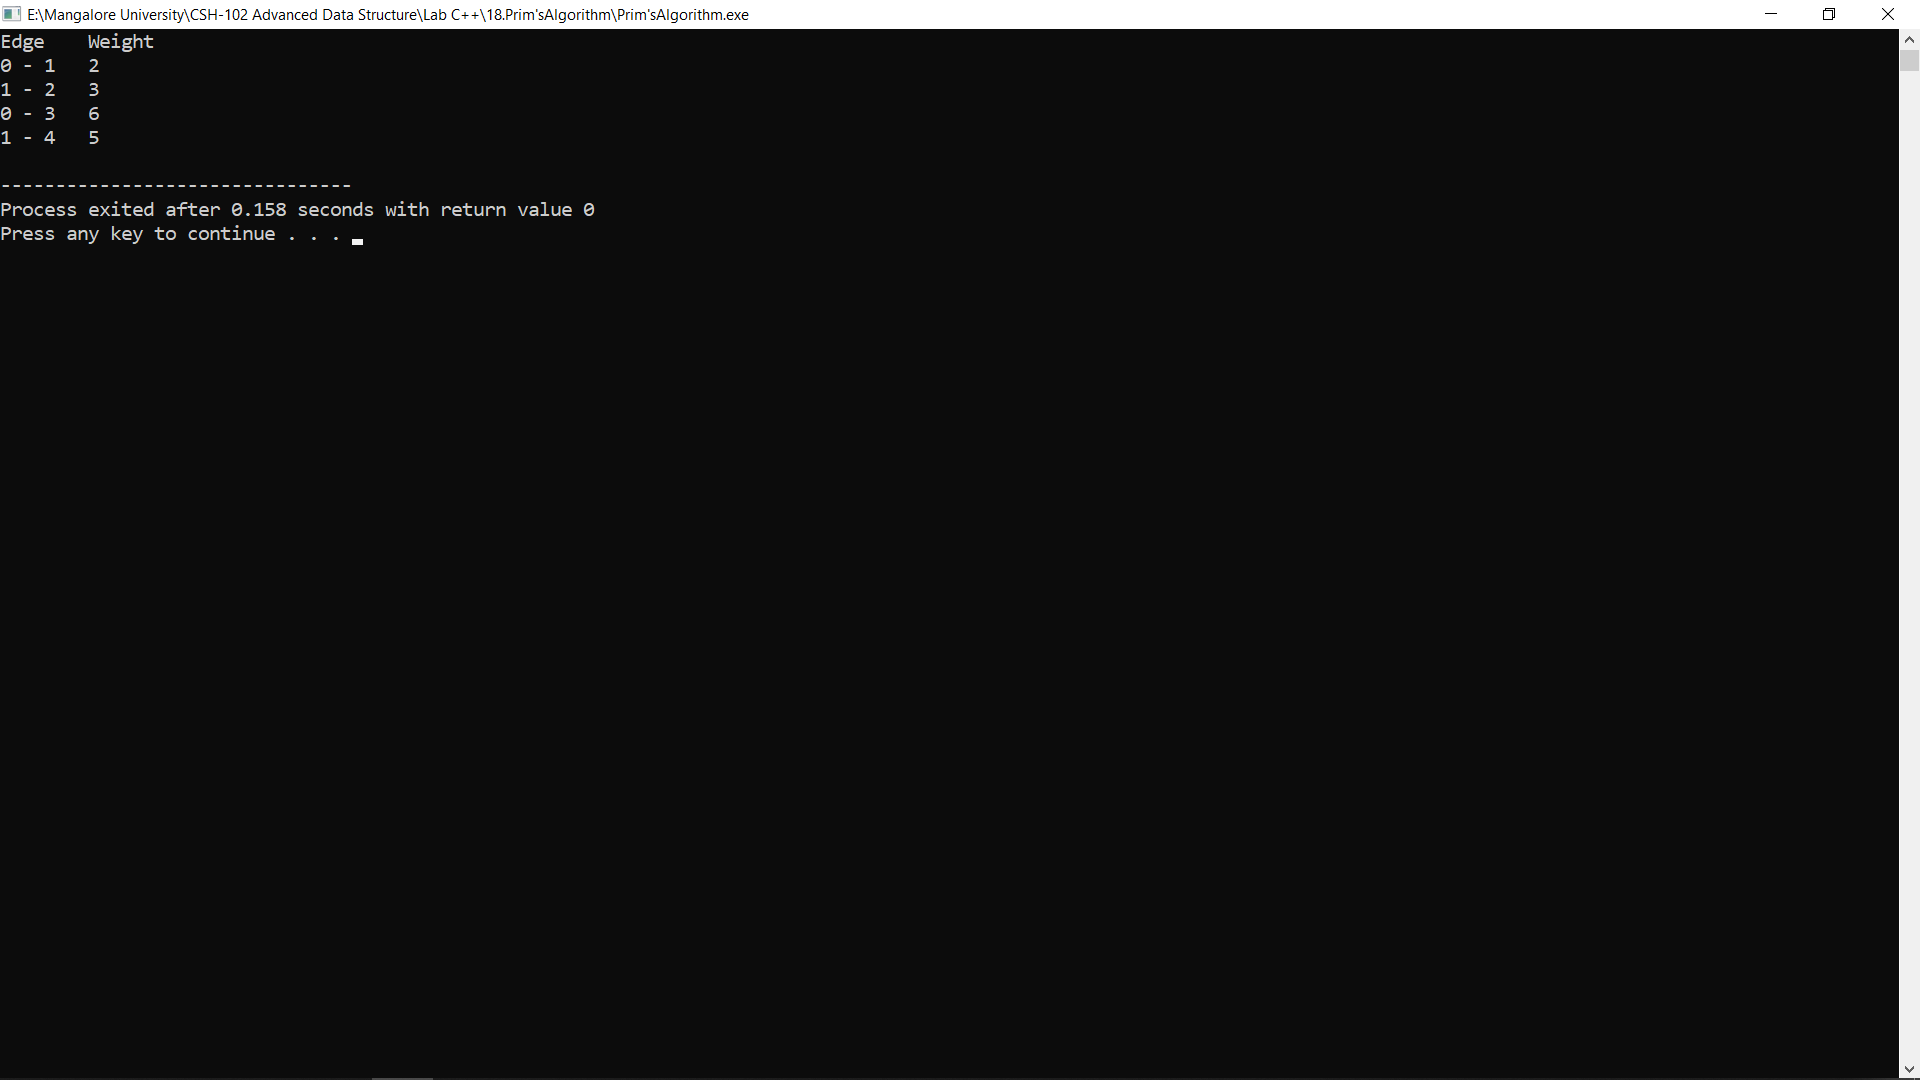 E:\Mangalore University\CSH-102 Advanced Data Structure\Lab C++\18.Prim'sAlgorithm\Prim'sAlgorithm.exe
Edge    Weight
0 - 1   2
1 - 2   3
0 - 3   6
1 - 4   5
--------------------------------
Process exited after 0.158 seconds with return value 0
Press any key to continue . . .